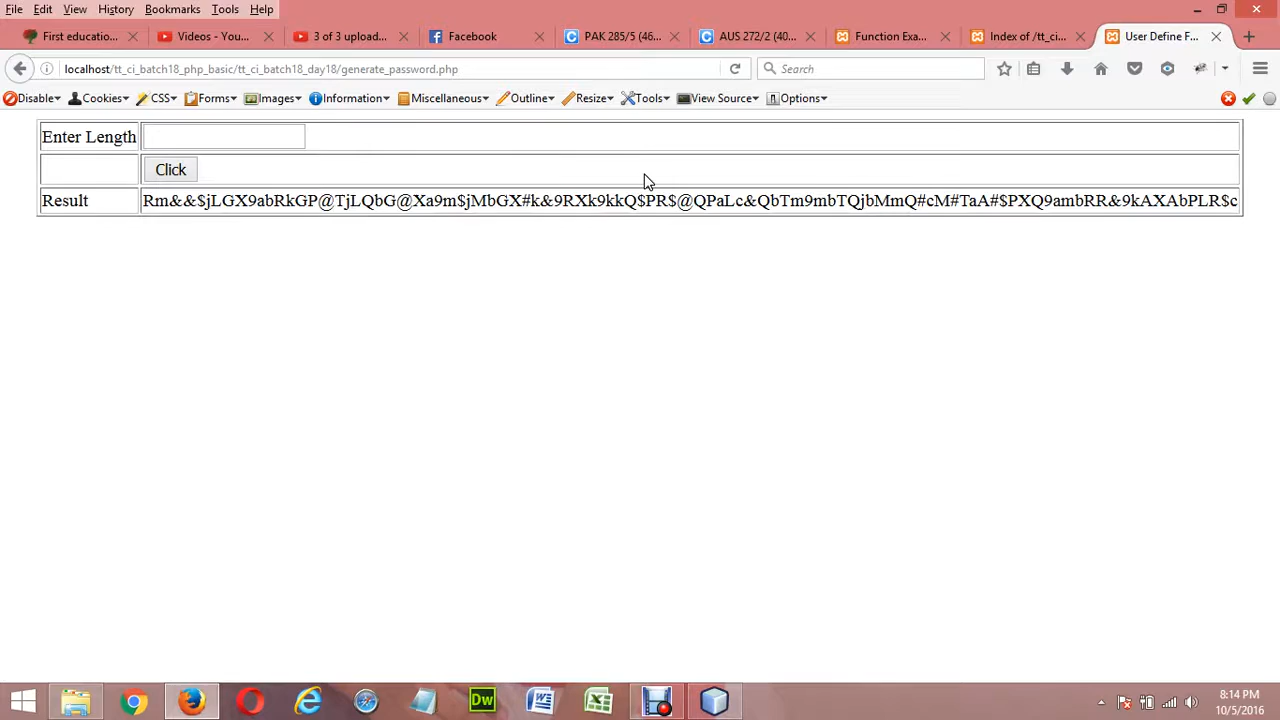 File Edit View History Bookmarks Tools Help
First educatio... Videos - You... 3 of 3 upload... Facebook PAK 285/5 (46... AUS 272/2 (40... Function Exa... Index of /tt_ci... User Define F...
localhost/tt_ci_batch18_php_basic/tt_ci_batch18_day18/generate_password.php Search
Disable Cookies CSS Forms Images Information Miscellaneous Outline Resize Tools View Source Options
Enter Length
Click
Result Rm&&$jLGX9abRkGP@TjLQbG@Xa9m$jMbGX#k&9RXk9kkQ$PR$@QPaLc&QbTm9mbTQjbMmQ#cM#TaA#$PXQ9ambRR&9kAXAbPLR$c
Dw
8:14 PM
10/5/2016